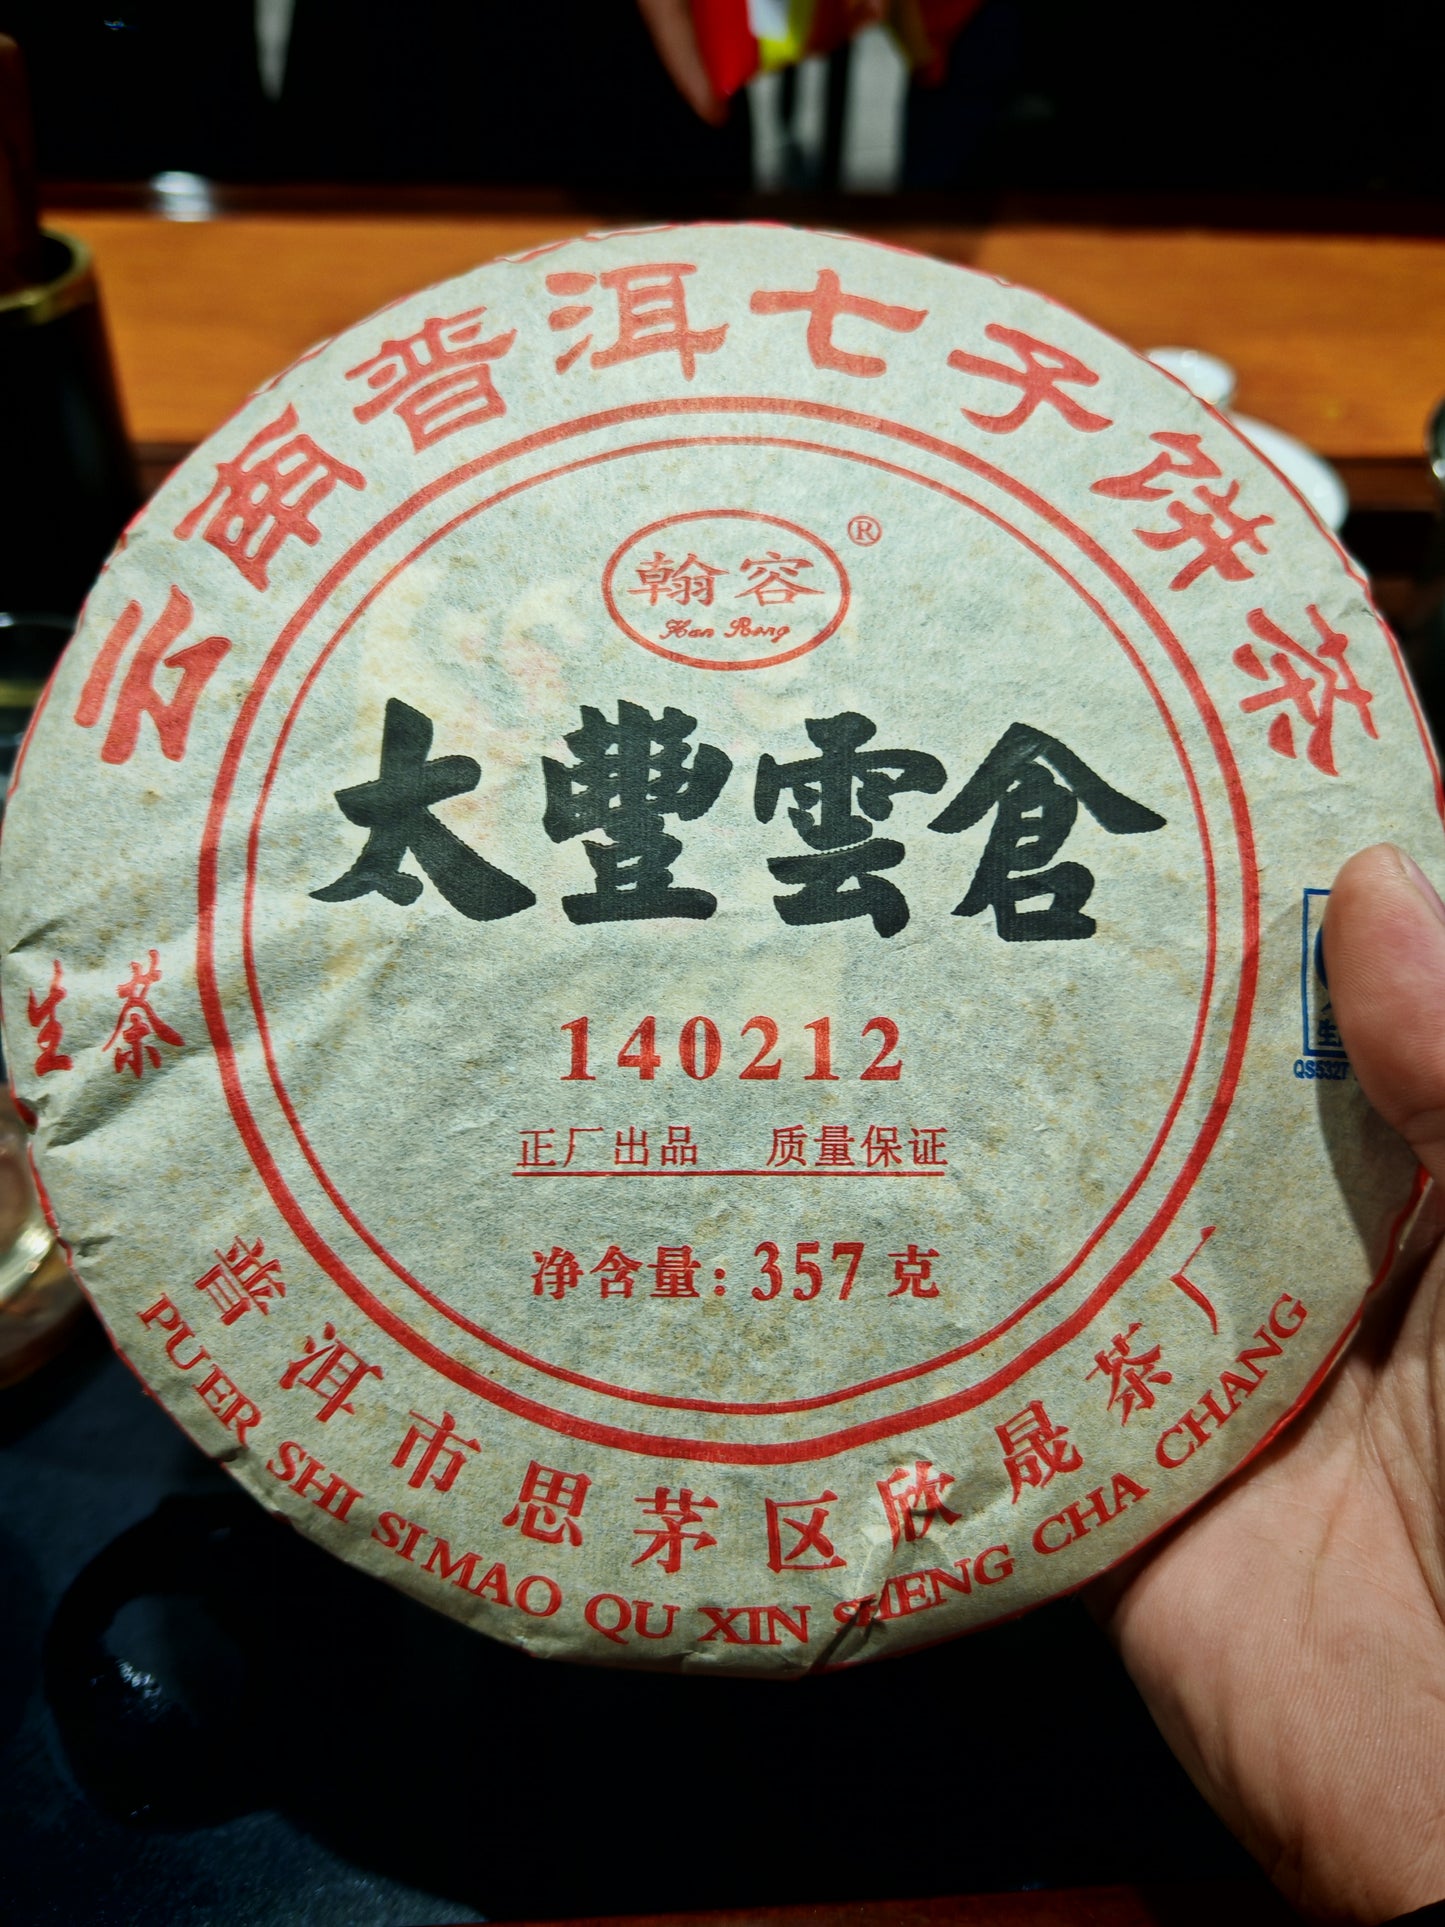 云南普洱七子饼茶
翰容
®
Han Rong
太豐雲倉
生茶
140212
正厂出品 质量保证
净含量：357克
普洱市思茅区欣晟茶厂
PU ER SHI SIMAO QU XIN SHENG CHA CHANG